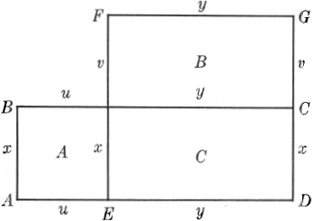 F y G
v B v
B u y C
x A x C x
A u E y D